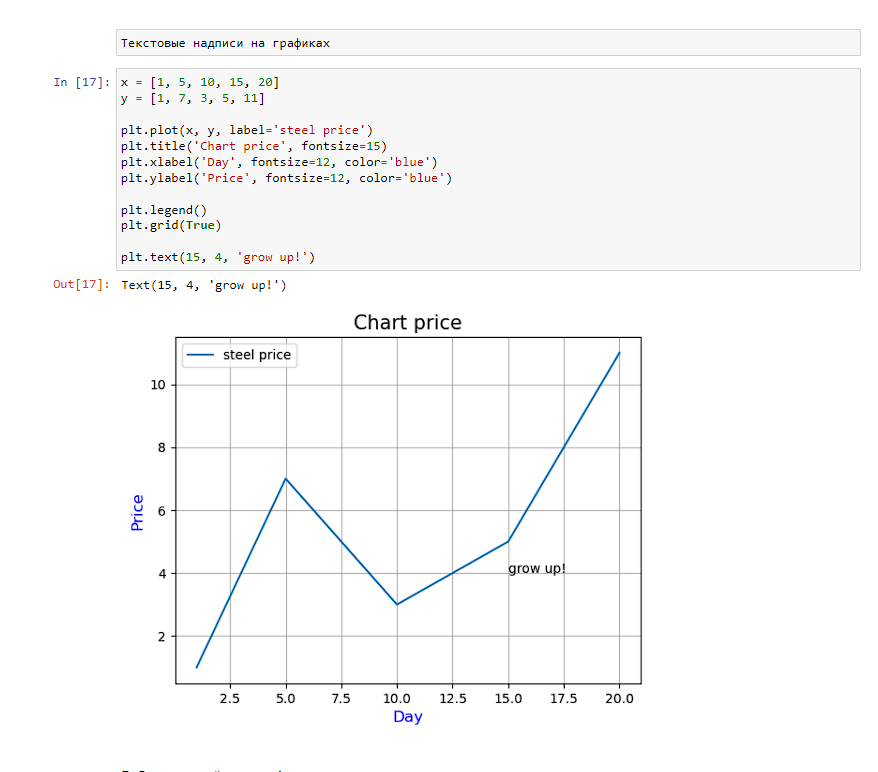 Текстовые надписи на графиках
In [17]:
x = [1, 5, 10, 15, 20]
y = [1, 7, 3, 5, 11]
plt.plot(x, y, label='steel price')
plt.title('Chart price', fontsize=15)
plt.xlabel('Day', fontsize=12, color='blue')
plt.ylabel('Price', fontsize=12, color='blue')
plt.legend()
plt.grid(True)
plt.text(15, 4, 'grow up!')
Out[17]: Text(15, 4, 'grow up!')
Chart price
steel price
10
8
6
4
2
Price
grow up!
2.5 5.0 7.5 10.0 12.5 15.0 17.5 20.0
Day